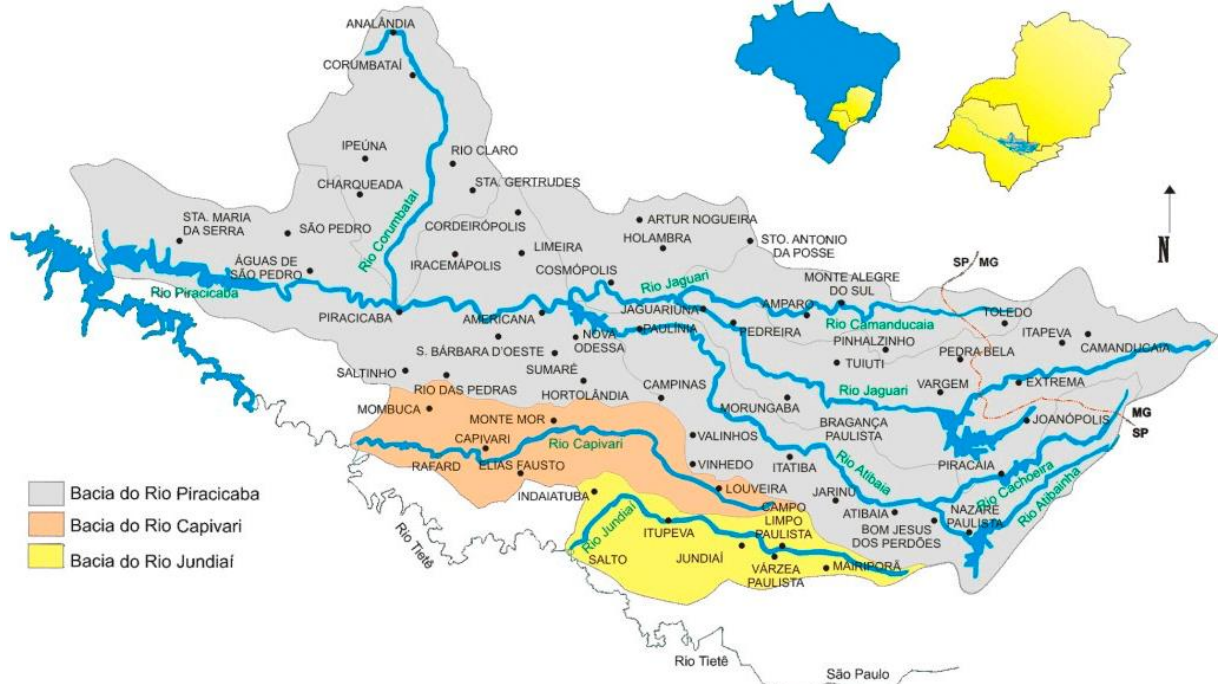 ANALÂNDIA
CORUMBATAÍ
IPEÚNA
RIO CLARO
CHARQUEADA
STA. GERTRUDES
STA. MARIA
DA SERRA
SÃO PEDRO
Rio Corumbataí
CORDEIRÓPOLIS
ARTUR NOGUEIRA
HOLAMBRA
STO. ANTONIO
DA POSSE
N
ÁGUAS DE
SÃO PEDRO
IRACEMÁPOLIS
LIMEIRA
COSMÓPOLIS
Rio Jaguari
MONTE ALEGRE
DO SUL
SP
MG
Rio Piracicaba
PIRACICABA
AMERICANA
JAGUARIÚNA
AMPARO
Rio Camanducaia
TOLEDO
NOVA
ODESSA
PAULÍNIA
PEDREIRA
PINHALZINHO
ITAPEVA
CAMANDUCAIA
S. BÁRBARA D'OESTE
TUIUTI
PEDRA BELA
SALTINHO
RIO DAS PEDRAS
SUMARÉ
HORTOLÂNDIA
CAMPINAS
Rio Jaguari
VARGEM
EXTREMA
MOMBUCA
MONTE MOR
MORUNGABA
BRAGANÇA
PAULISTA
JOANÓPOLIS
MG
SP
CAPIVARI
Rio Capivari
VALINHOS
RAFARD
ELIAS FAUSTO
VINHEDO
ITATIBA
Rio Atibaia
PIRACAIA
Rio Cachoeira
Rio Atibainha
INDAIATUBA
LOUVEIRA
JARINU
ATIBAIA
NAZARÉ
PAULISTA
CAMPO
LIMPO
PAULISTA
BOM JESUS
DOS PERDÕES
Rio Jundiaí
ITUPEVA
SALTO
JUNDIAÍ
VÁRZEA
PAULISTA
MAIRIPORÃ
Bacia do Rio Piracicaba
Bacia do Rio Capivari
Bacia do Rio Jundiaí
Rio Tietê
Rio Tietê
São Paulo